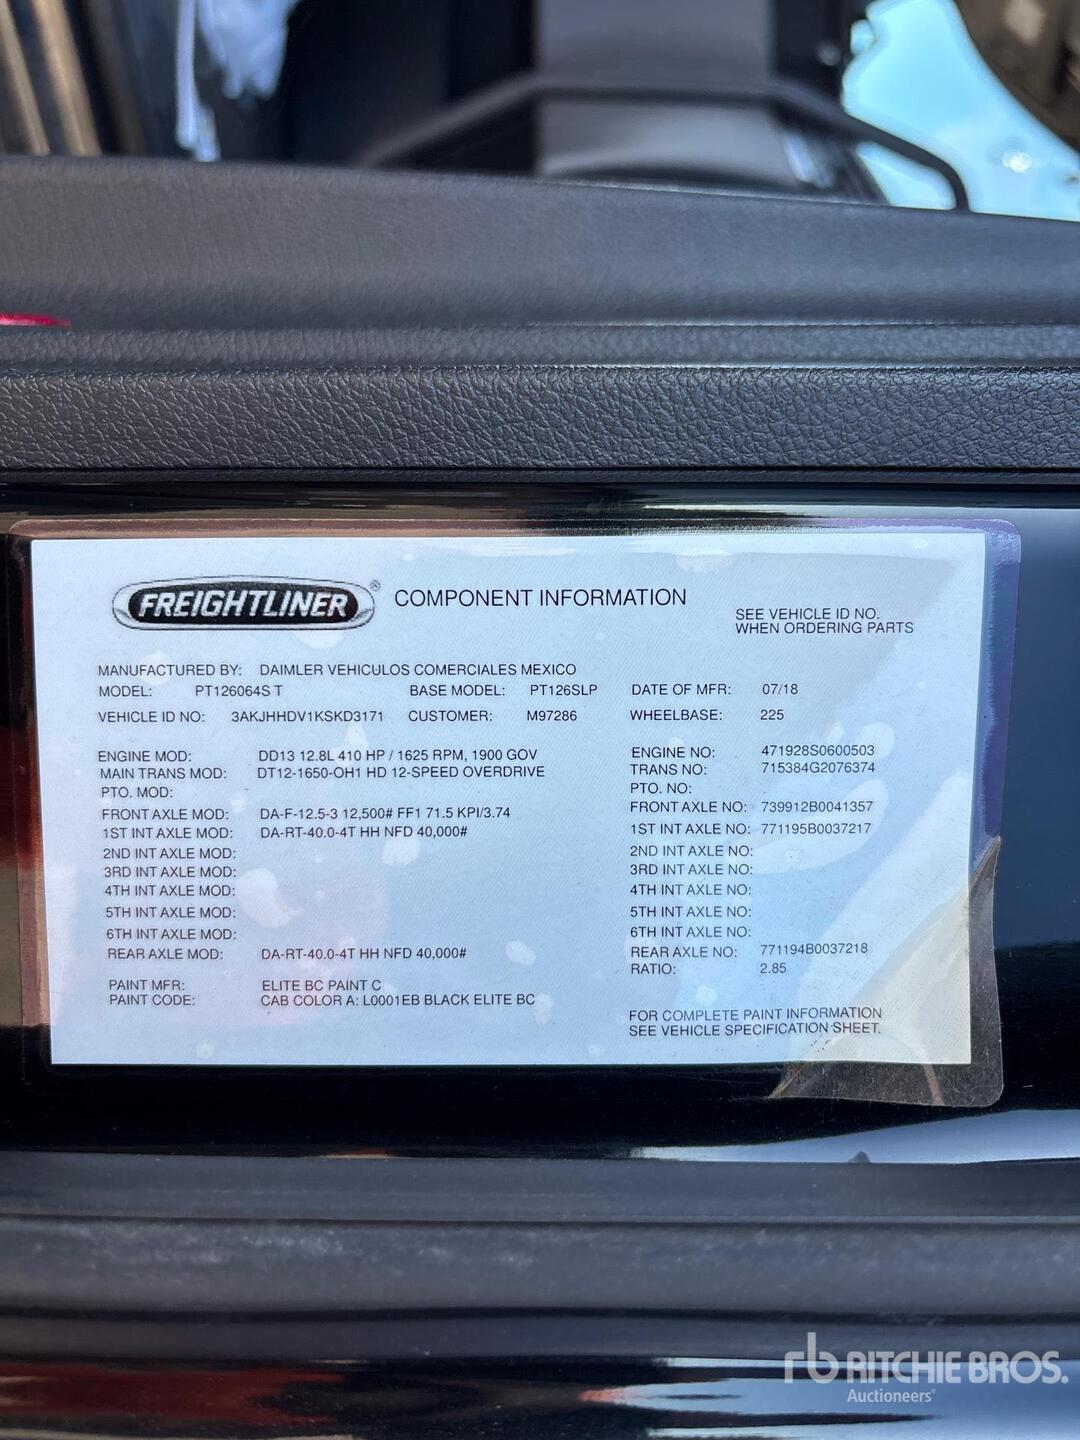 FREIGHTLINER® COMPONENT INFORMATION
SEE VEHICLE ID NO.
WHEN ORDERING PARTS
MANUFACTURED BY: DAIMLER VEHICULOS COMERCIALES MEXICO
MODEL: PT126064S T BASE MODEL: PT126SLP DATE OF MFR: 07/18
VEHICLE ID NO: 3AKJHHDV1KSKD3171 CUSTOMER: M97286 WHEELBASE: 225
ENGINE MOD: DD13 12.8L 410 HP / 1625 RPM, 1900 GOV ENGINE NO: 471928S0600503
MAIN TRANS MOD: DT12-1650-OH1 HD 12-SPEED OVERDRIVE TRANS NO: 715384G2076374
PTO. MOD: PTO. NO:
FRONT AXLE MOD: DA-F-12.5-3 12,500# FF1 71.5 KPI/3.74 FRONT AXLE NO: 739912B0041357
1ST INT AXLE MOD: DA-RT-40.0-4T HH NFD 40,000# 1ST INT AXLE NO: 771195B0037217
2ND INT AXLE MOD: 2ND INT AXLE NO:
3RD INT AXLE MOD: 3RD INT AXLE NO:
4TH INT AXLE MOD: 4TH INT AXLE NO:
5TH INT AXLE MOD: 5TH INT AXLE NO:
6TH INT AXLE MOD: 6TH INT AXLE NO:
REAR AXLE MOD: DA-RT-40.0-4T HH NFD 40,000# REAR AXLE NO: 771194B0037218
RATIO: 2.85
PAINT MFR: ELITE BC PAINT C
PAINT CODE: CAB COLOR A: L0001EB BLACK ELITE BC
FOR COMPLETE PAINT INFORMATION
SEE VEHICLE SPECIFICATION SHEET.
rb RITCHIE BROS.
Auctioneers